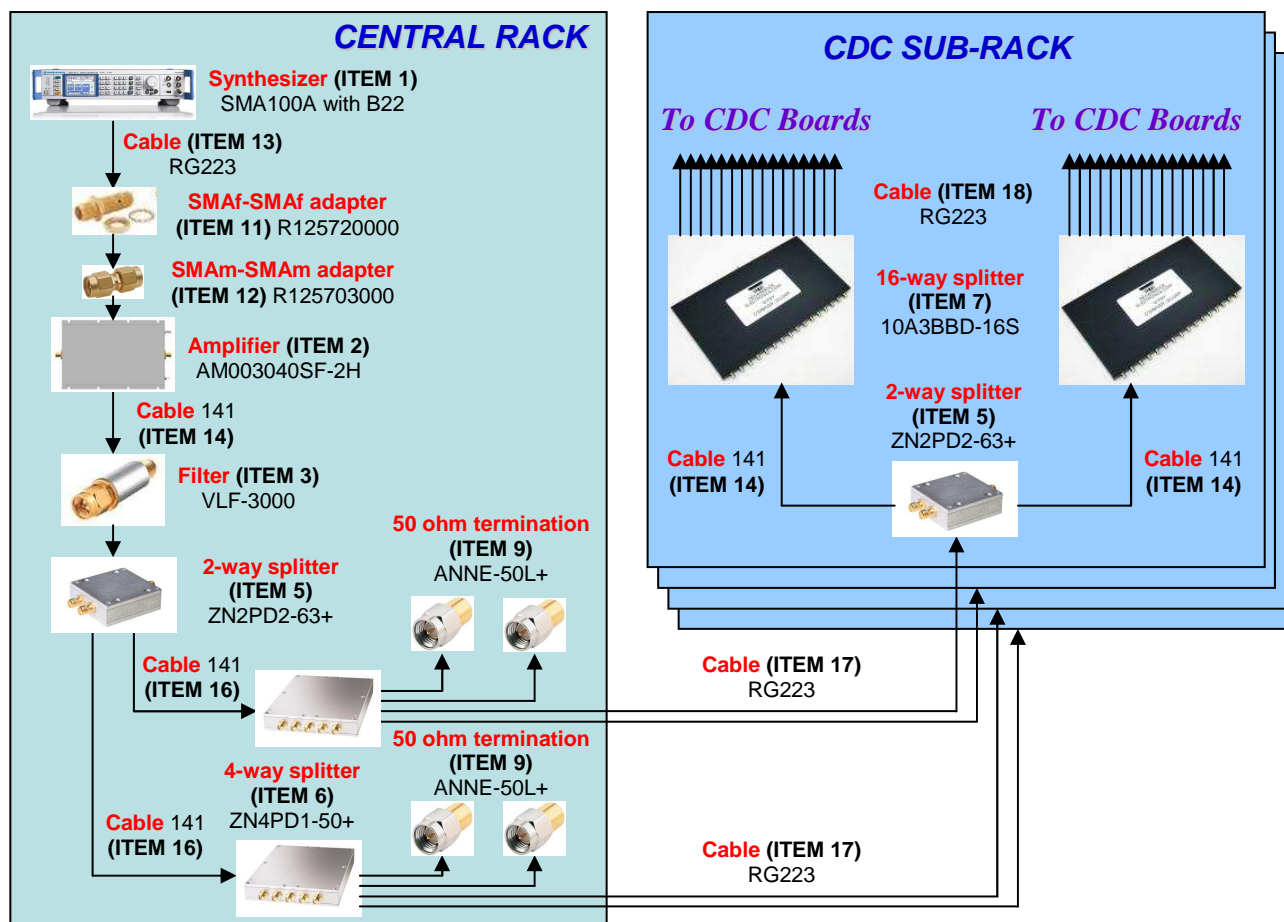 CENTRAL RACK
Synthesizer (ITEM 1)
SMA100A with B22
Cable (ITEM 13)
RG223
SMAf-SMAf adapter
(ITEM 11) R125720000
SMAm-SMAm adapter
(ITEM 12) R125703000
Amplifier (ITEM 2)
AM003040SF-2H
Cable 141
(ITEM 14)
Filter (ITEM 3)
VLF-3000
2-way splitter
(ITEM 5)
ZN2PD2-63+
50 ohm termination
(ITEM 9)
ANNE-50L+
Cable 141
(ITEM 16)
4-way splitter
(ITEM 6)
ZN4PD1-50+
50 ohm termination
(ITEM 9)
ANNE-50L+
Cable 141
(ITEM 16)
Cable (ITEM 17)
RG223
Cable (ITEM 17)
RG223
CDC SUB-RACK
To CDC Boards
To CDC Boards
Cable (ITEM 18)
RG223
16-way splitter
(ITEM 7)
10A3BBD-16S
2-way splitter
(ITEM 5)
ZN2PD2-63+
Cable 141
(ITEM 14)
Cable 141
(ITEM 14)